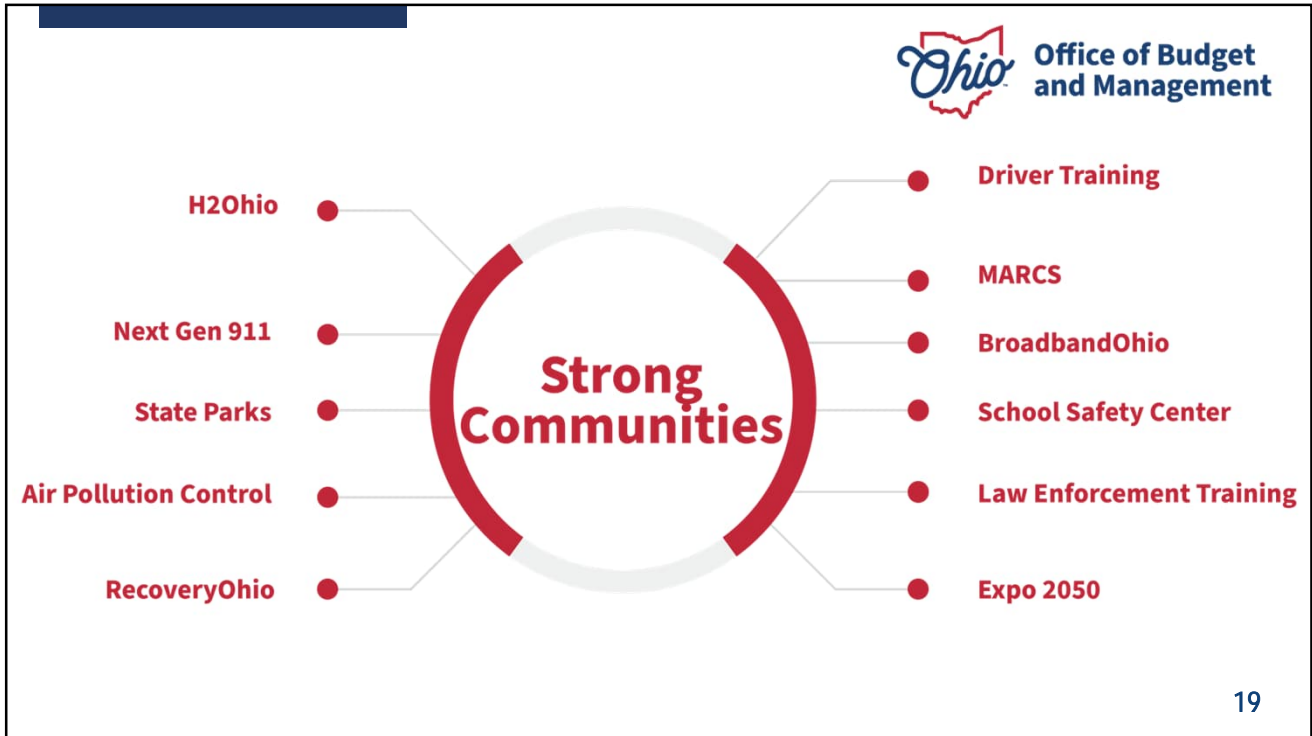 Ohio
Office of Budget
and Management
H2Ohio
Next Gen 911
State Parks
Air Pollution Control
RecoveryOhio
Strong
Communities
Driver Training
MARCS
BroadbandOhio
School Safety Center
Law Enforcement Training
Expo 2050
19